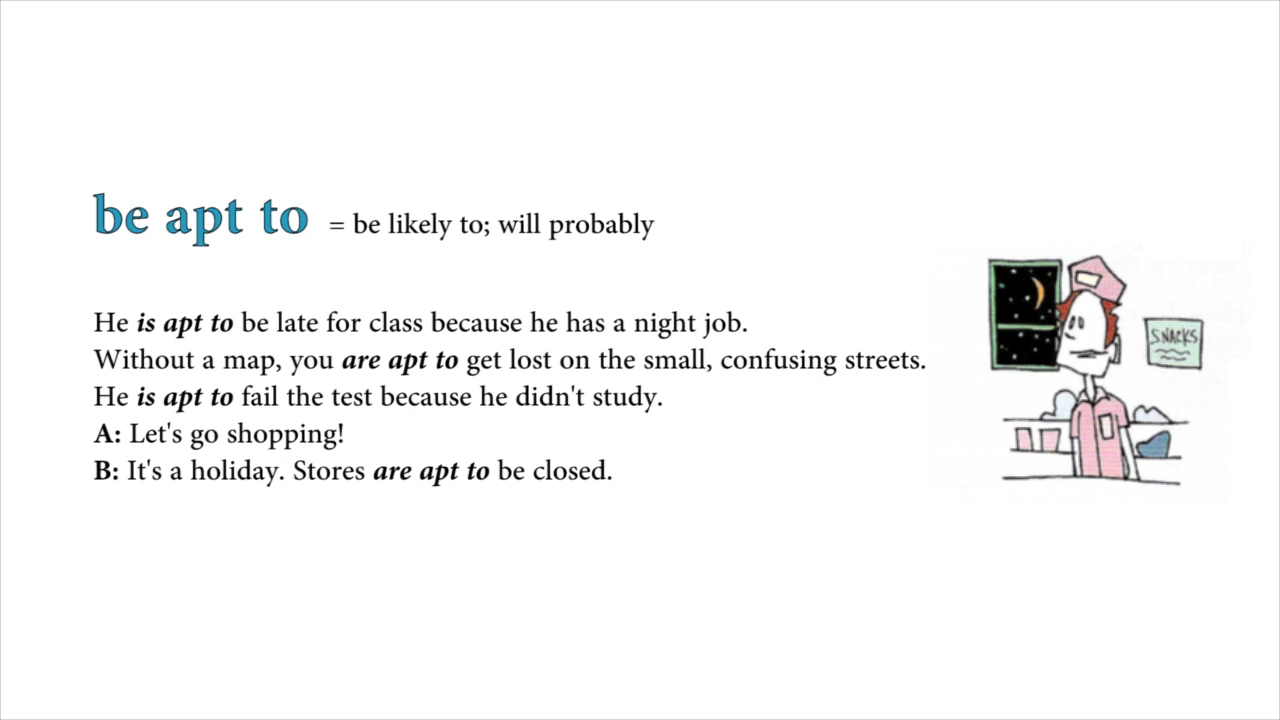 be apt to = be likely to; will probably
He is apt to be late for class because he has a night job.
Without a map, you are apt to get lost on the small, confusing streets.
He is apt to fail the test because he didn't study.
A: Let's go shopping!
B: It's a holiday. Stores are apt to be closed.
SNACKS